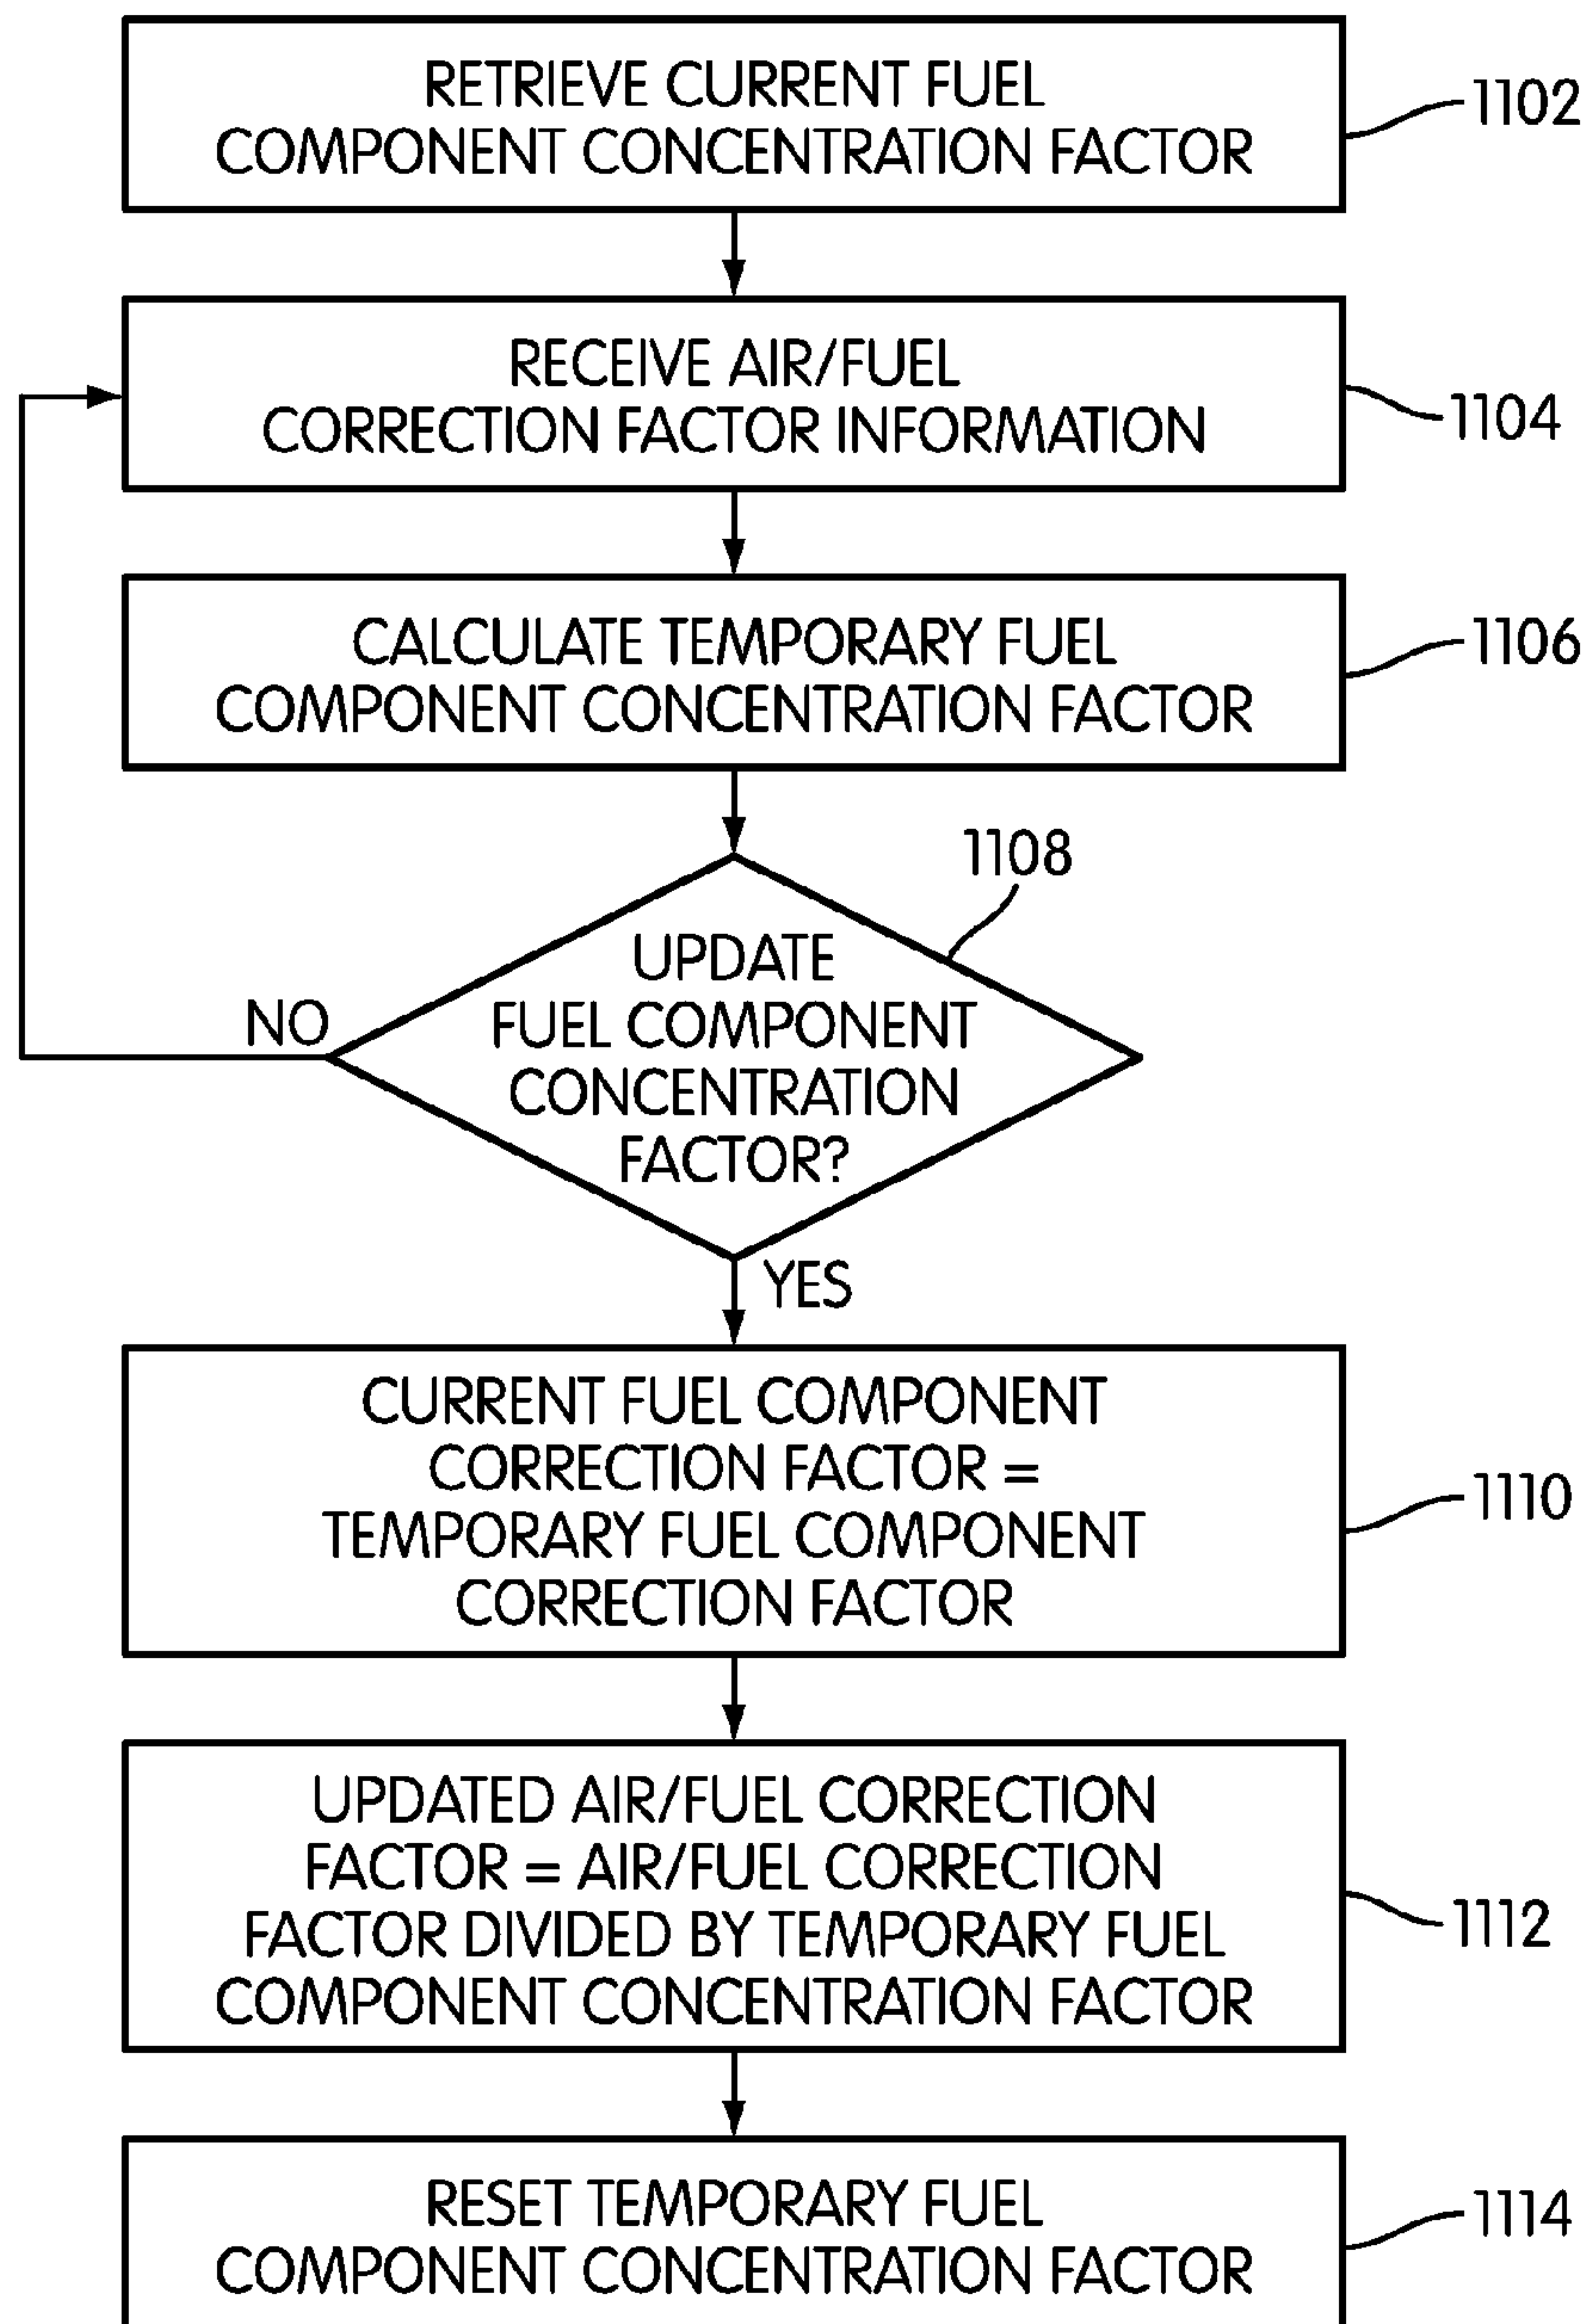 RETRIEVE CURRENT FUEL
COMPONENT CONCENTRATION FACTOR
1102
RECEIVE AIR/FUEL
CORRECTION FACTOR INFORMATION
1104
CALCULATE TEMPORARY FUEL
COMPONENT CONCENTRATION FACTOR
1106
1108
UPDATE
FUEL COMPONENT
CONCENTRATION
FACTOR?
NO
YES
CURRENT FUEL COMPONENT
CORRECTION FACTOR =
TEMPORARY FUEL COMPONENT
CORRECTION FACTOR
1110
UPDATED AIR/FUEL CORRECTION
FACTOR = AIR/FUEL CORRECTION
FACTOR DIVIDED BY TEMPORARY FUEL
COMPONENT CONCENTRATION FACTOR
1112
RESET TEMPORARY FUEL
COMPONENT CONCENTRATION FACTOR
1114